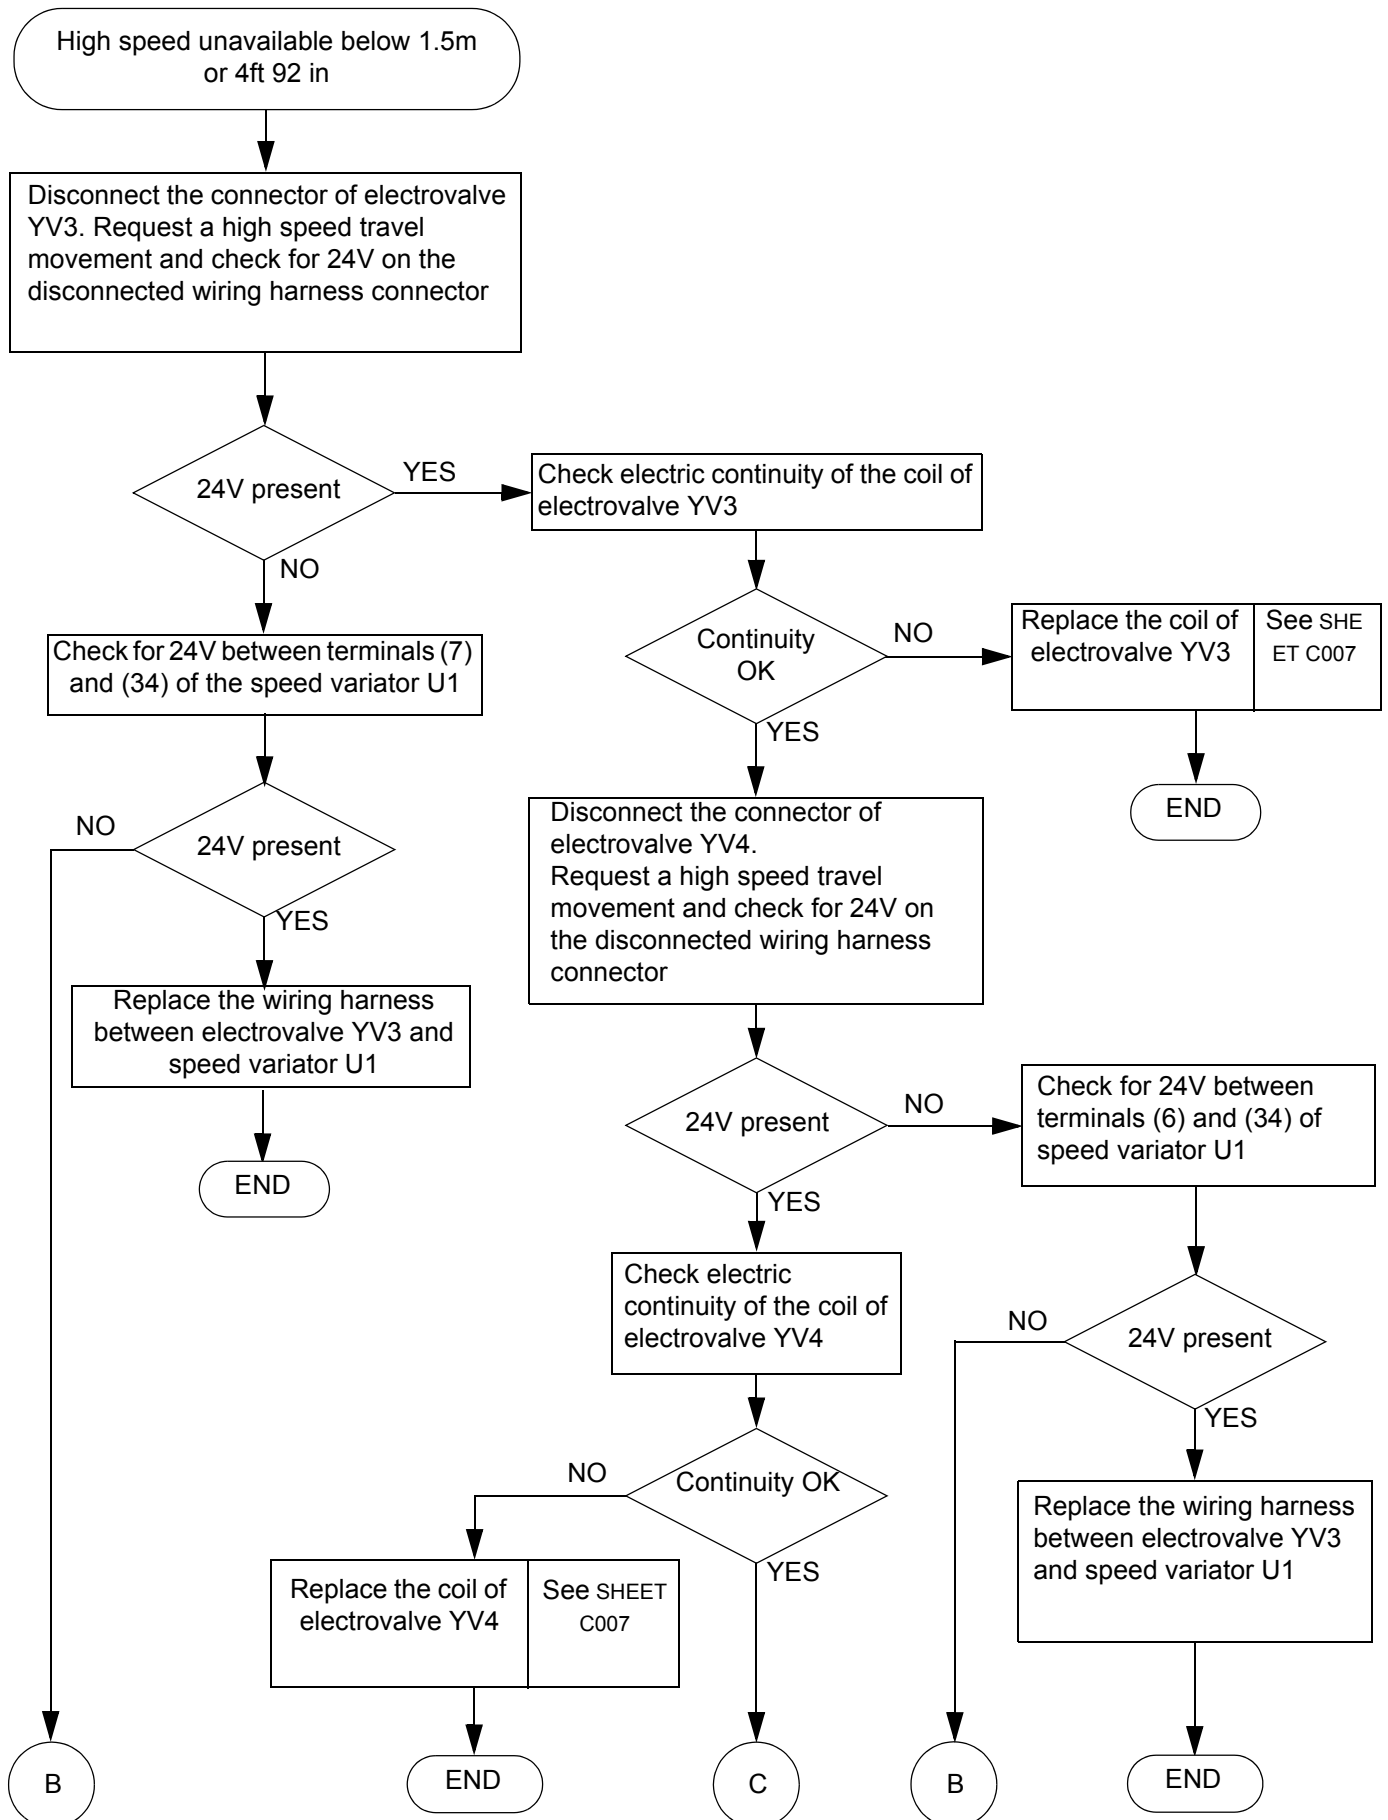 High speed unavailable below 1.5m
or 4ft 92 in
Disconnect the connector of electrovalve
YV3. Request a high speed travel
movement and check for 24V on the
disconnected wiring harness connector
24V present
YES
NO
Check electric continuity of the coil of
electrovalve YV3
Continuity
OK
NO
YES
Replace the coil of
electrovalve YV3
See SHE
ET C007
END
Check for 24V between terminals (7)
and (34) of the speed variator U1
24V present
NO
YES
Replace the wiring harness
between electrovalve YV3 and
speed variator U1
END
Disconnect the connector of
electrovalve YV4.
Request a high speed travel
movement and check for 24V on
the disconnected wiring harness
connector
24V present
NO
YES
Check for 24V between
terminals (6) and (34) of
speed variator U1
Check electric
continuity of the coil of
electrovalve YV4
24V present
NO
YES
Continuity OK
NO
YES
Replace the wiring harness
between electrovalve YV3
and speed variator U1
Replace the coil of
electrovalve YV4
See SHEET
C007
B
END
C
B
END